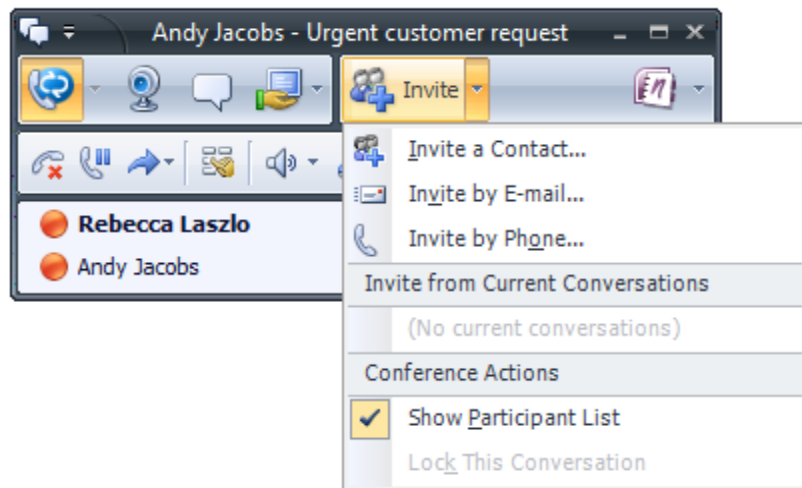 Andy Jacobs - Urgent customer request
Invite
Invite a Contact...
Invite by E-mail...
Rebecca Laszlo
Invite by Phone...
Andy Jacobs
Invite from Current Conversations
(No current conversations)
Conference Actions
Show Participant List
Lock This Conversation